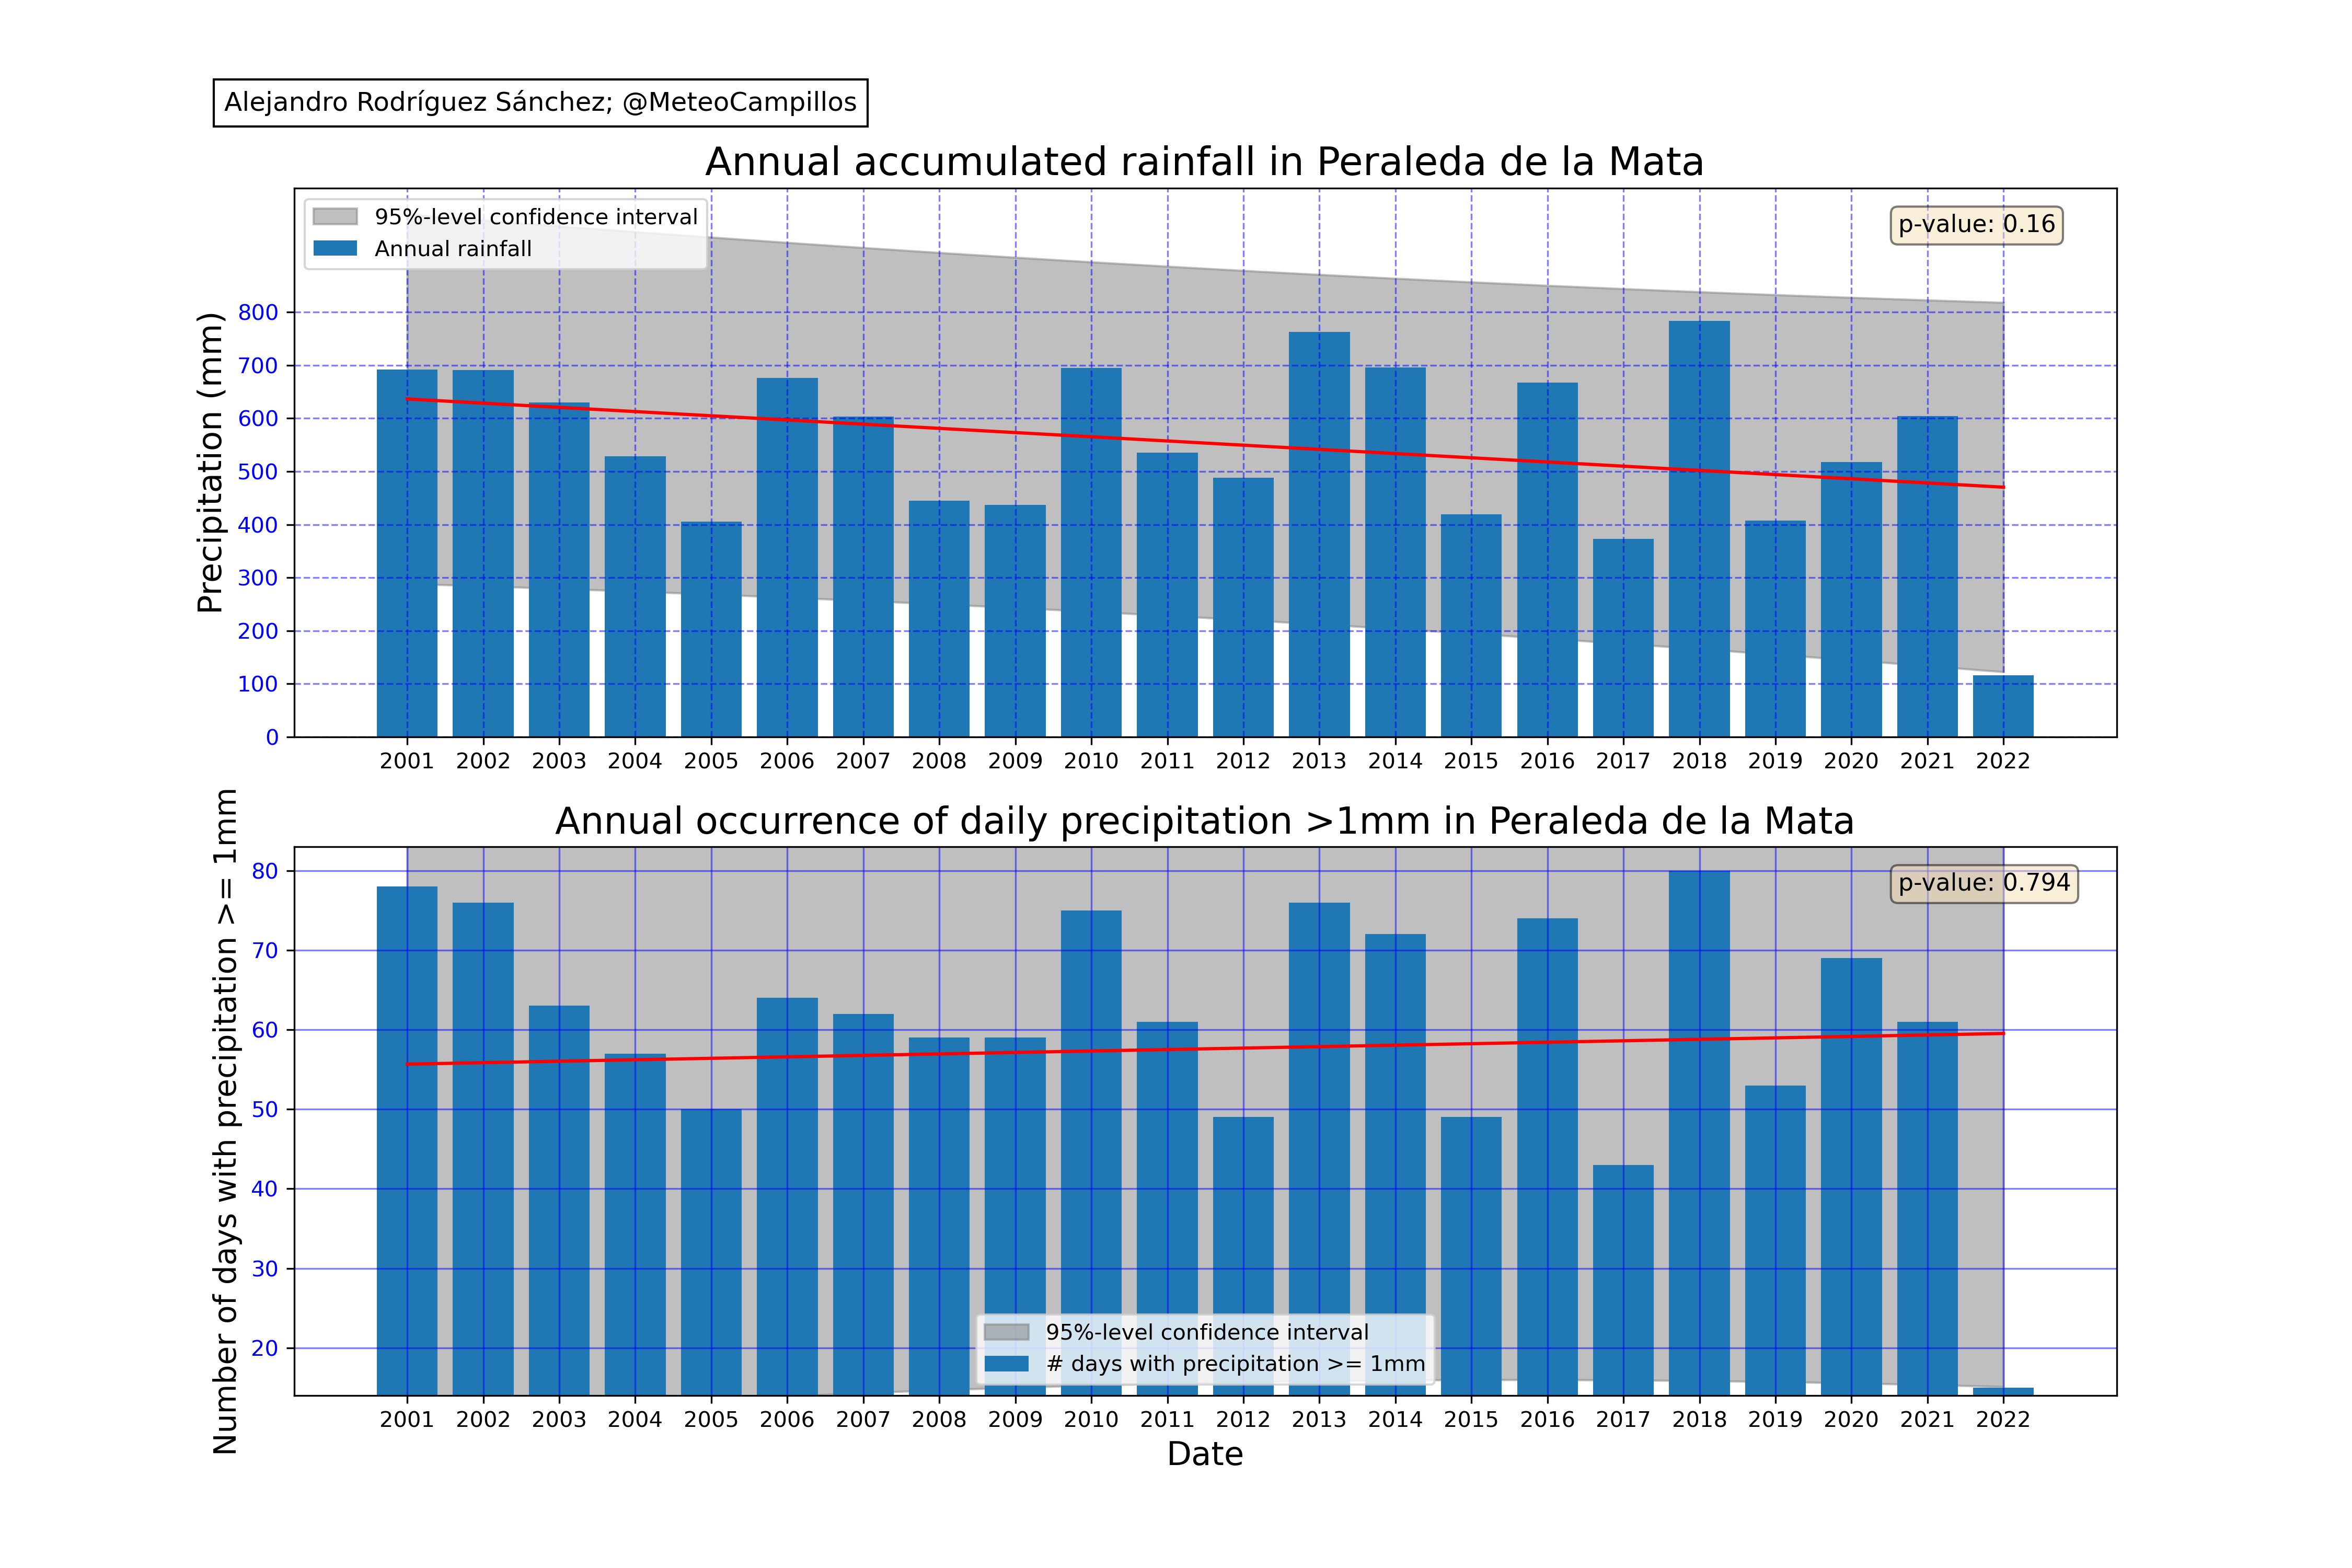 Alejandro Rodríguez Sánchez; @MeteoCampillos
Annual accumulated rainfall in Peraleda de la Mata
95%-level confidence interval
Annual rainfall
p-value: 0.16
Precipitation (mm)
800
700
600
500
400
300
200
100
0
2001 2002 2003 2004 2005 2006 2007 2008 2009 2010 2011 2012 2013 2014 2015 2016 2017 2018 2019 2020 2021 2022
Annual occurrence of daily precipitation >1mm in Peraleda de la Mata
p-value: 0.794
Number of days with precipitation >= 1mm
80
70
60
50
40
30
20
95%-level confidence interval
# days with precipitation >= 1mm
2001 2002 2003 2004 2005 2006 2007 2008 2009 2010 2011 2012 2013 2014 2015 2016 2017 2018 2019 2020 2021 2022
Date